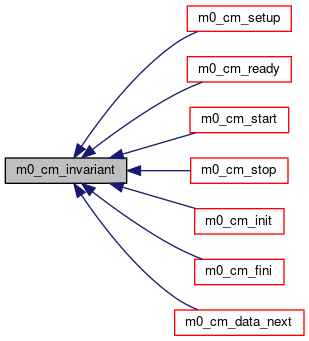 m0_cm_setup
m0_cm_ready
m0_cm_start
m0_cm_invariant
m0_cm_stop
m0_cm_init
m0_cm_fini
m0_cm_data_next